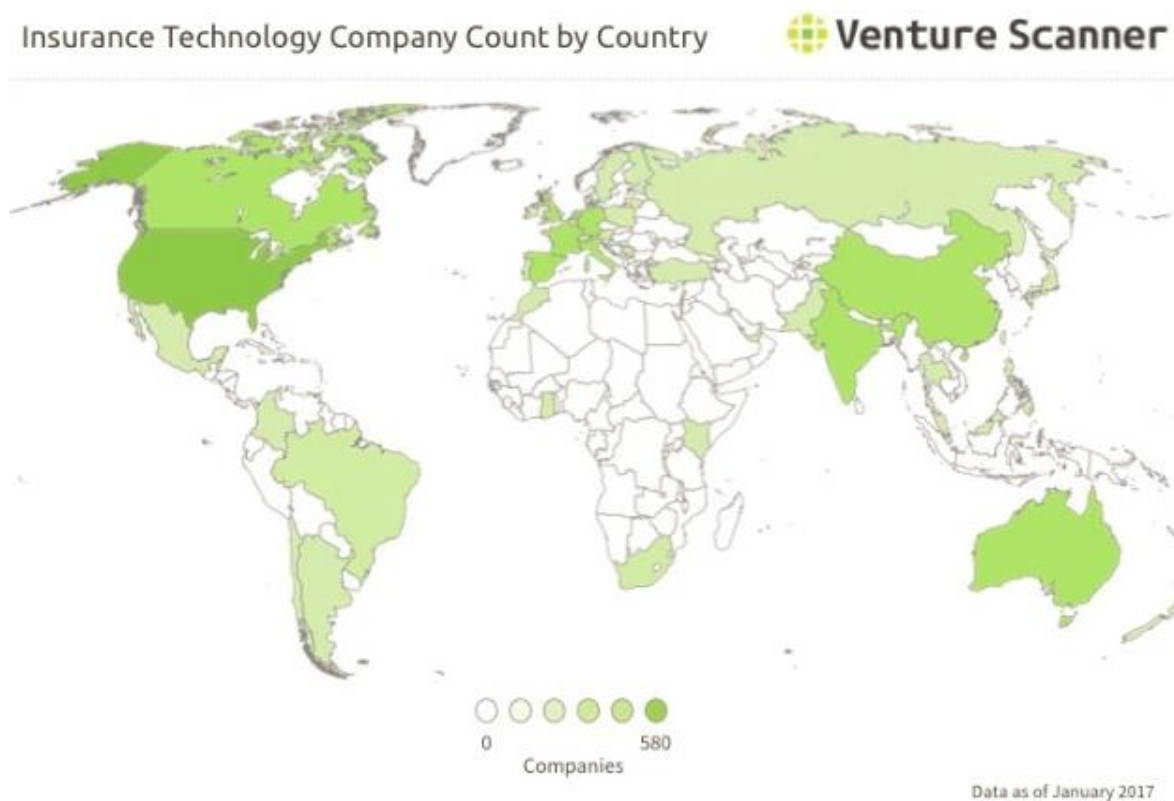 Insurance Technology Company Count by Country
Venture Scanner
0 580
Companies
Data as of January 2017